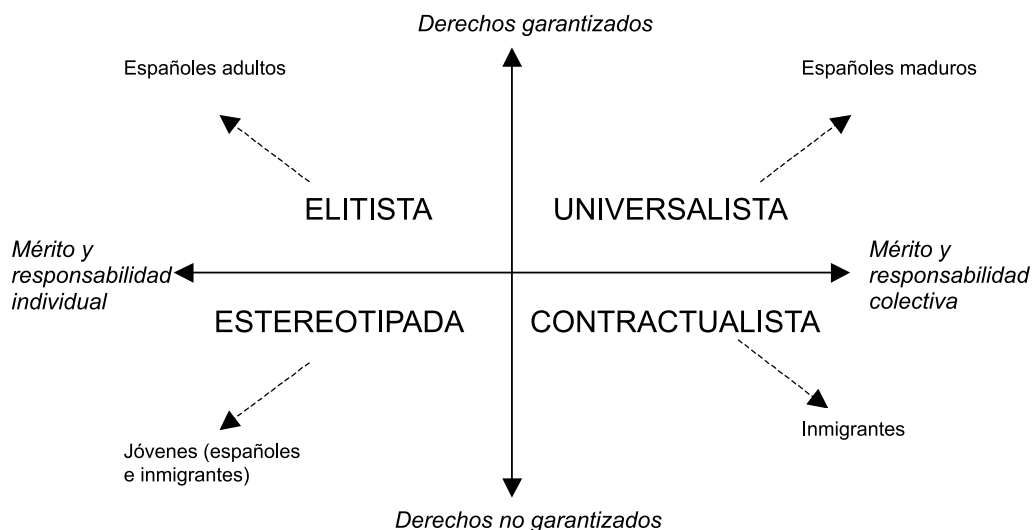 Derechos garantizados
Españoles adultos
Españoles maduros
ELITISTA
UNIVERSALISTA
Mérito y
responsabilidad
individual
Mérito y
responsabilidad
colectiva
ESTEREOTIPADA
CONTRACTUALISTA
Jóvenes (españoles
e inmigrantes)
Inmigrantes
Derechos no garantizados